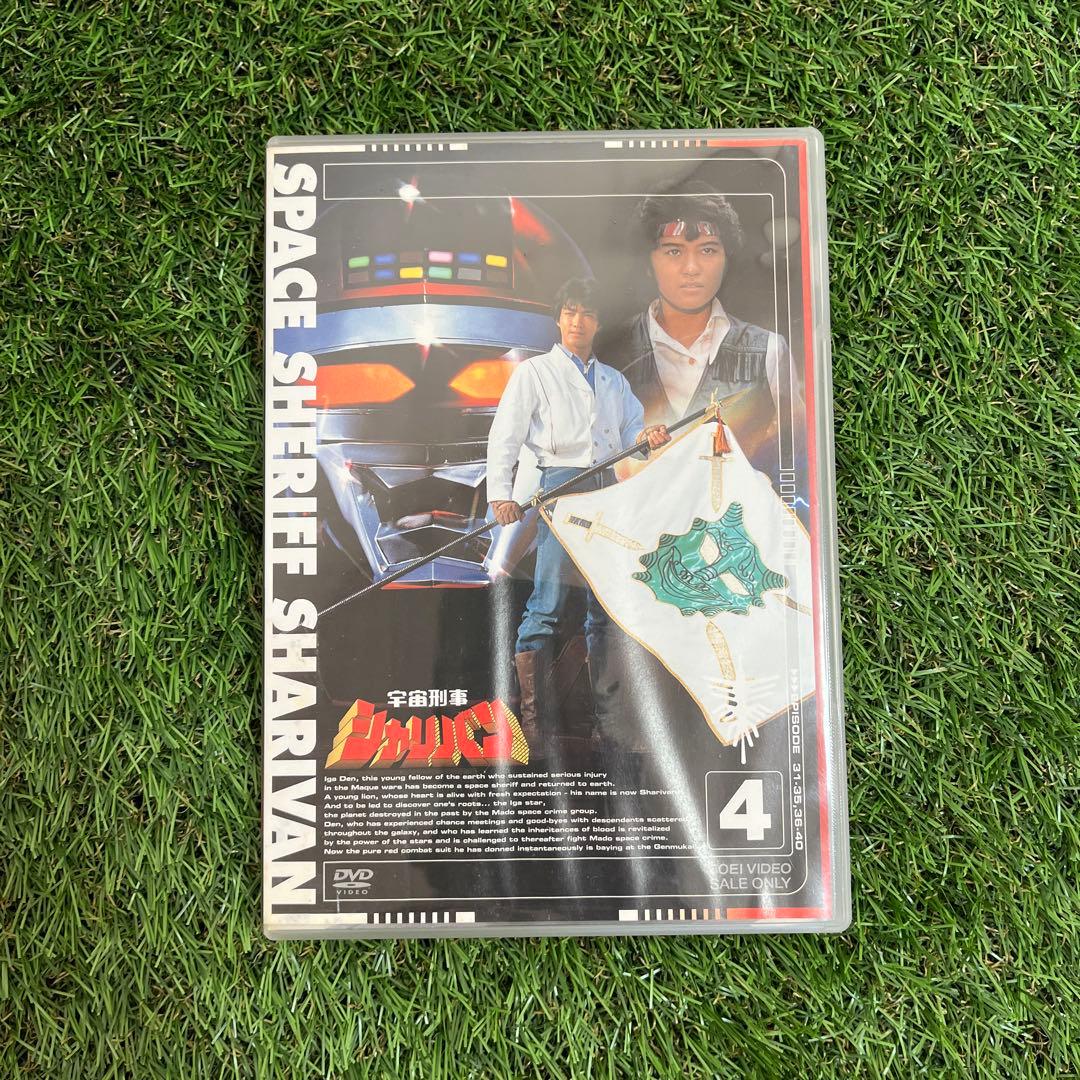 SPACE SHERIFF SHARIVAN
宇宙刑事
シャリバン
Iga Den, this young fellow of the earth who sustained serious injury
in the Maque wars has become a space sheriff and returned to earth.
A young lion, whose heart is alive with fresh expectation - his name is now Sharivan.
And to be led to discover one's roots... the Iga star,
the planet destroyed in the past by the Mado space crime group.
Den, who has experienced chance meetings and good-byes with descendants scattered
throughout the galaxy, and who has learned the inheritances of blood is revitalized
by the power of the stars and is challenged to thereafter fight Mado space crime.
Now the pure red combat suit he has donned instantaneously is baying at the
EPISODE 31-35,36-40
4
DVD
VIDEO
TOEI VIDEO
SALE ONLY